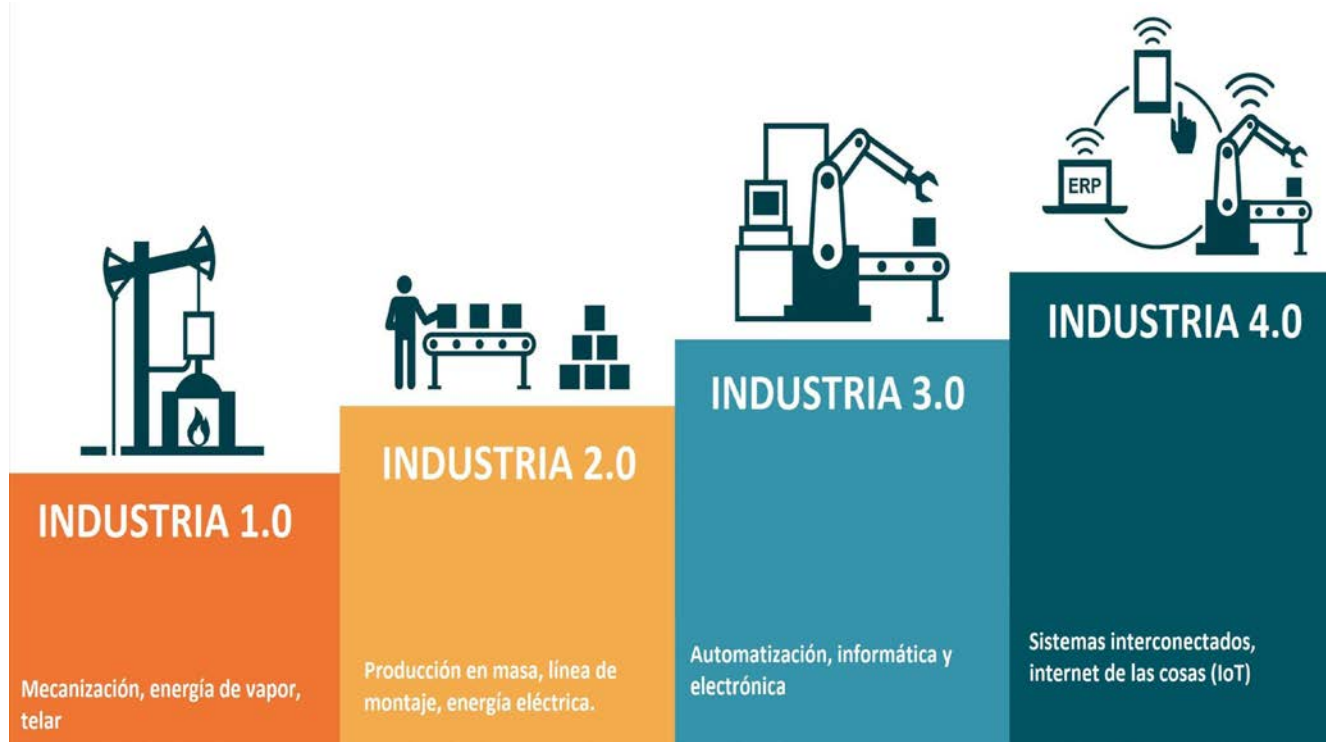 INDUSTRIA 1.0
Mecanización, energía de vapor,
telar
INDUSTRIA 2.0
Producción en masa, línea de
montaje, energía eléctrica.
INDUSTRIA 3.0
Automatización, informática y
electrónica
ERP
INDUSTRIA 4.0
Sistemas interconectados,
internet de las cosas (IoT)